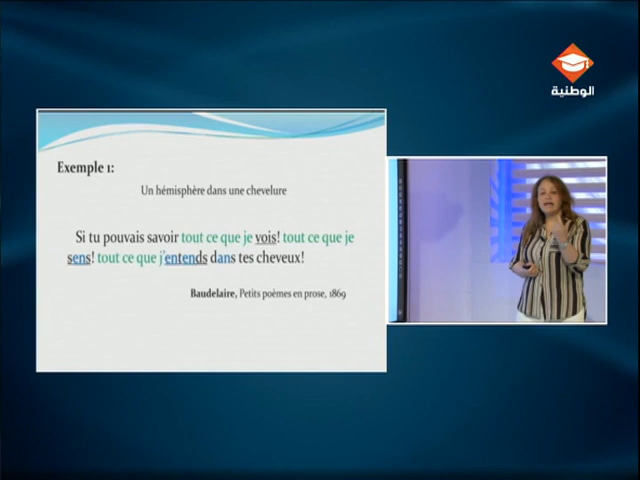 الوطنية
Exemple 1:
Un hémisphère dans une chevelure
Si tu pouvais savoir tout ce que je vois! tout ce que je
sens! tout ce que j'entends dans tes cheveux!
Baudelaire, Petits poèmes en prose, 1869